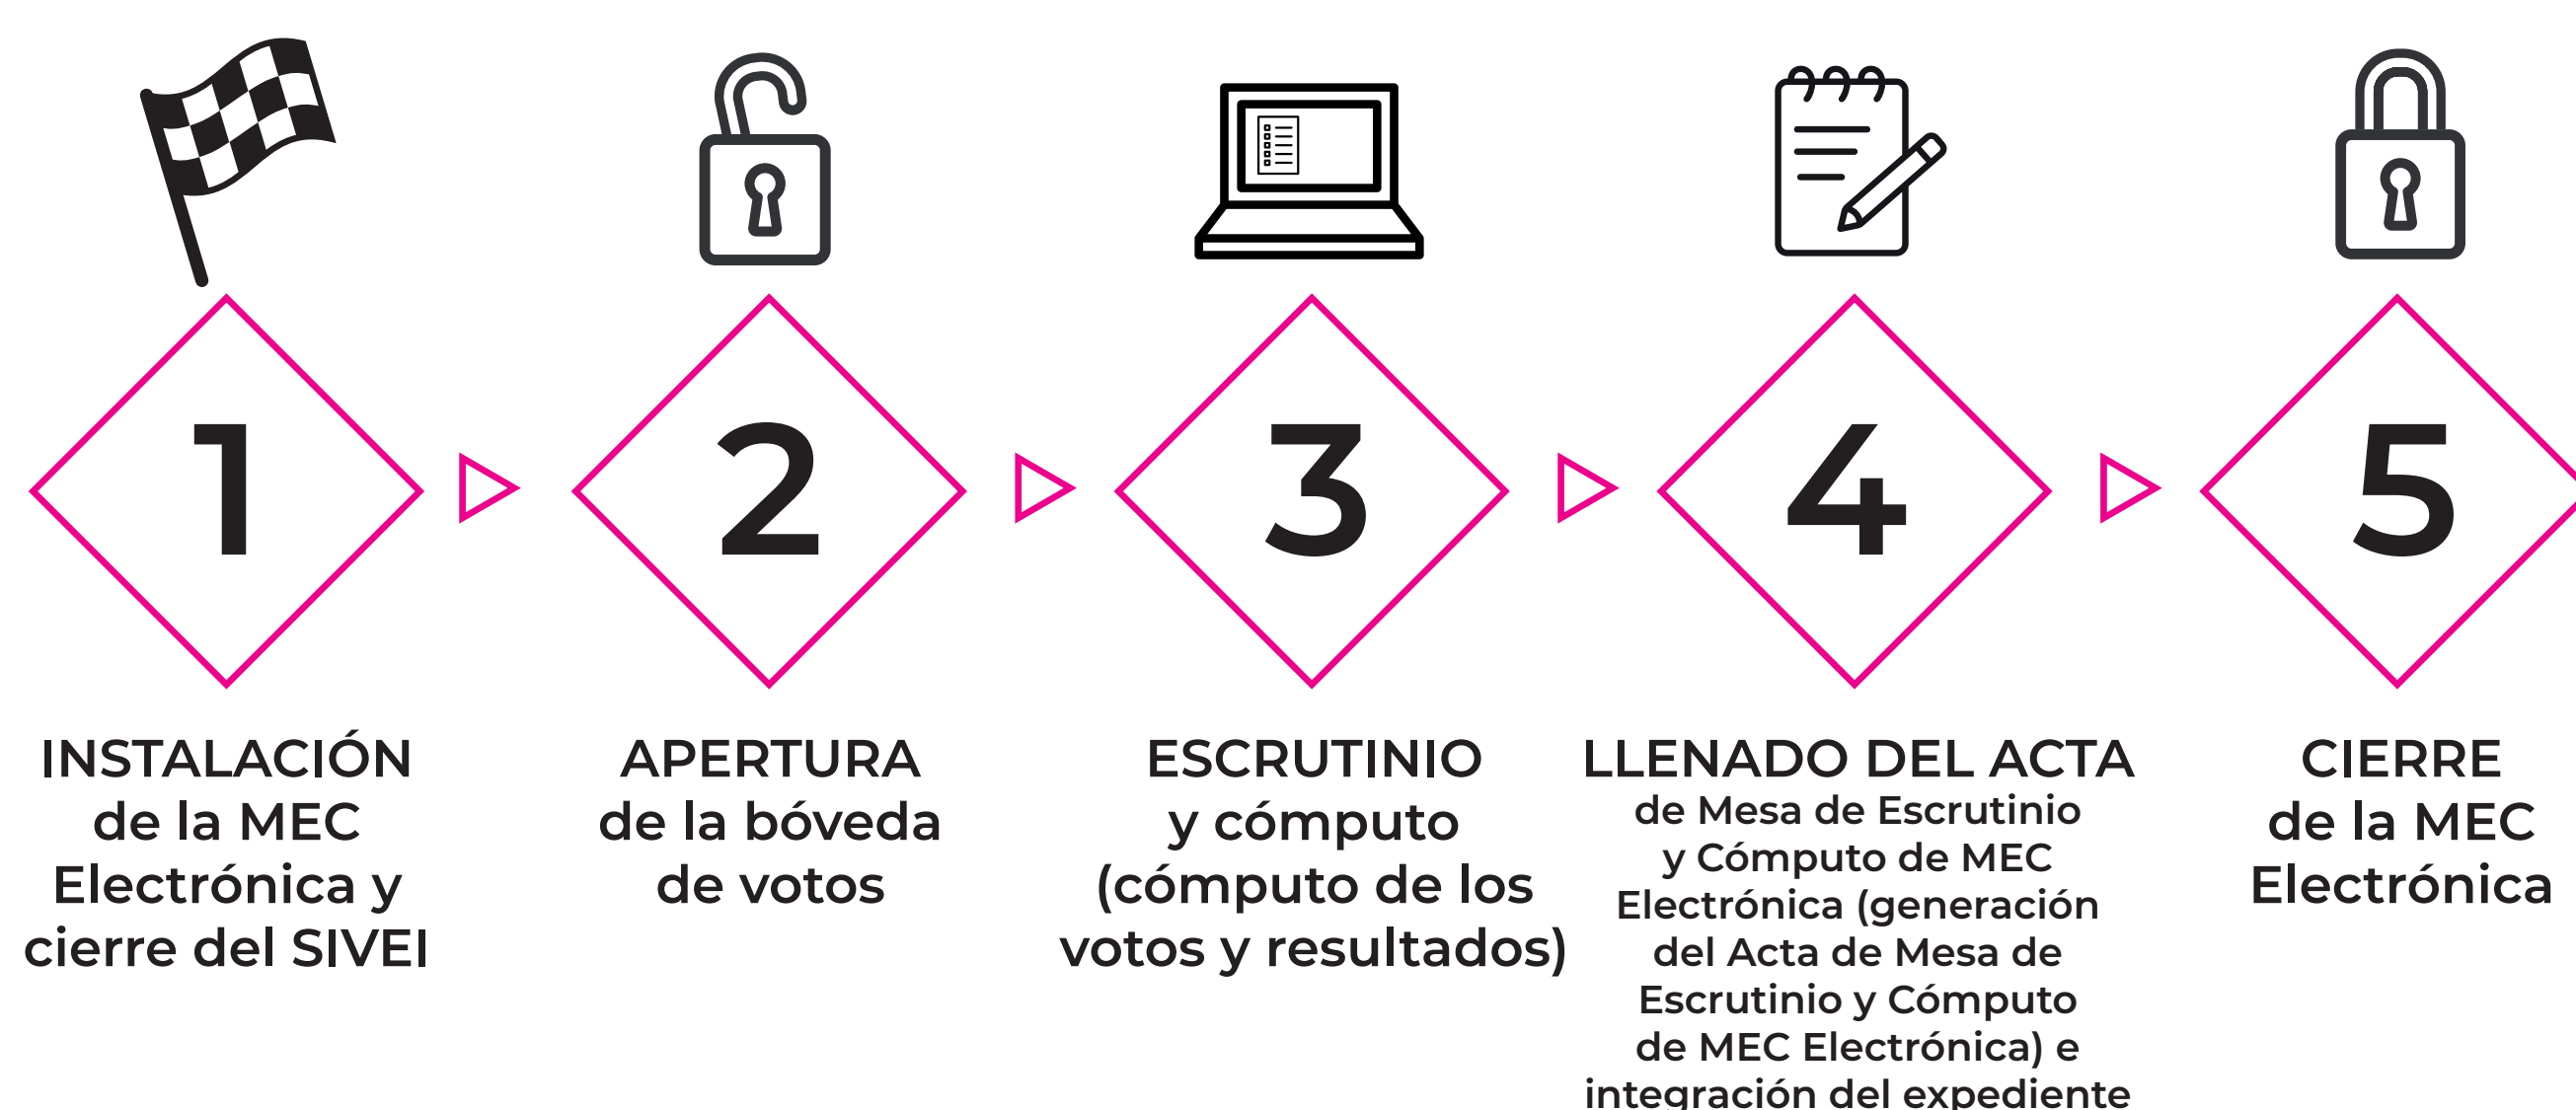 1
INSTALACIÓN
de la MEC
Electrónica y
cierre del SIVEI
2
APERTURA
de la bóveda
de votos
3
ESCRUTINIO
y cómputo
(cómputo de los
votos y resultados)
4
LLENADO DEL ACTA
de Mesa de Escrutinio
y Cómputo de MEC
Electrónica (generación
del Acta de Mesa de
Escrutinio y Cómputo
de MEC Electrónica) e
integración del expediente
5
CIERRE
de la MEC
Electrónica